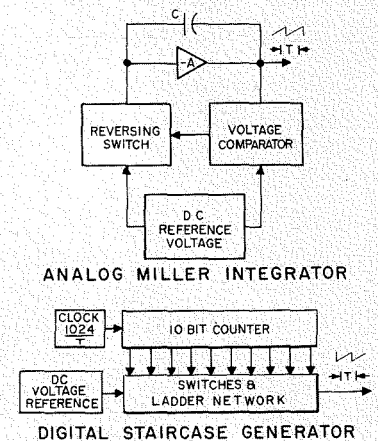 C
T
-A
REVERSING
SWITCH
VOLTAGE
COMPARATOR
DC
REFERENCE
VOLTAGE
ANALOG MILLER INTEGRATOR
CLOCK
1024
T
10 BIT COUNTER
DC
VOLTAGE
REFERENCE
SWITCHES &
LADDER NETWORK
T
DIGITAL STAIRCASE GENERATOR